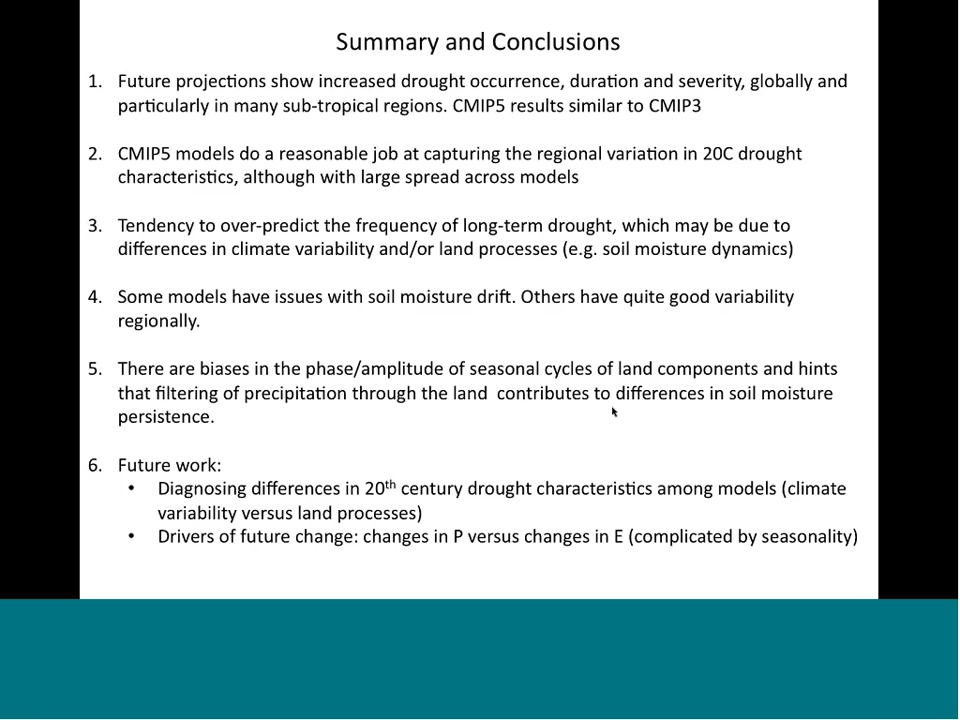 Summary and Conclusions
1. Future projections show increased drought occurrence, duration and severity, globally and
particularly in many sub-tropical regions. CMIP5 results similar to CMIP3
2. CMIP5 models do a reasonable job at capturing the regional variation in 20C drought
characteristics, although with large spread across models
3. Tendency to over-predict the frequency of long-term drought, which may be due to
differences in climate variability and/or land processes (e.g. soil moisture dynamics)
4. Some models have issues with soil moisture drift. Others have quite good variability
regionally.
5. There are biases in the phase/amplitude of seasonal cycles of land components and hints
that filtering of precipitation through the land contributes to differences in soil moisture
persistence.
6. Future work:
• Diagnosing differences in 20th century drought characteristics among models (climate
variability versus land processes)
• Drivers of future change: changes in P versus changes in E (complicated by seasonality)